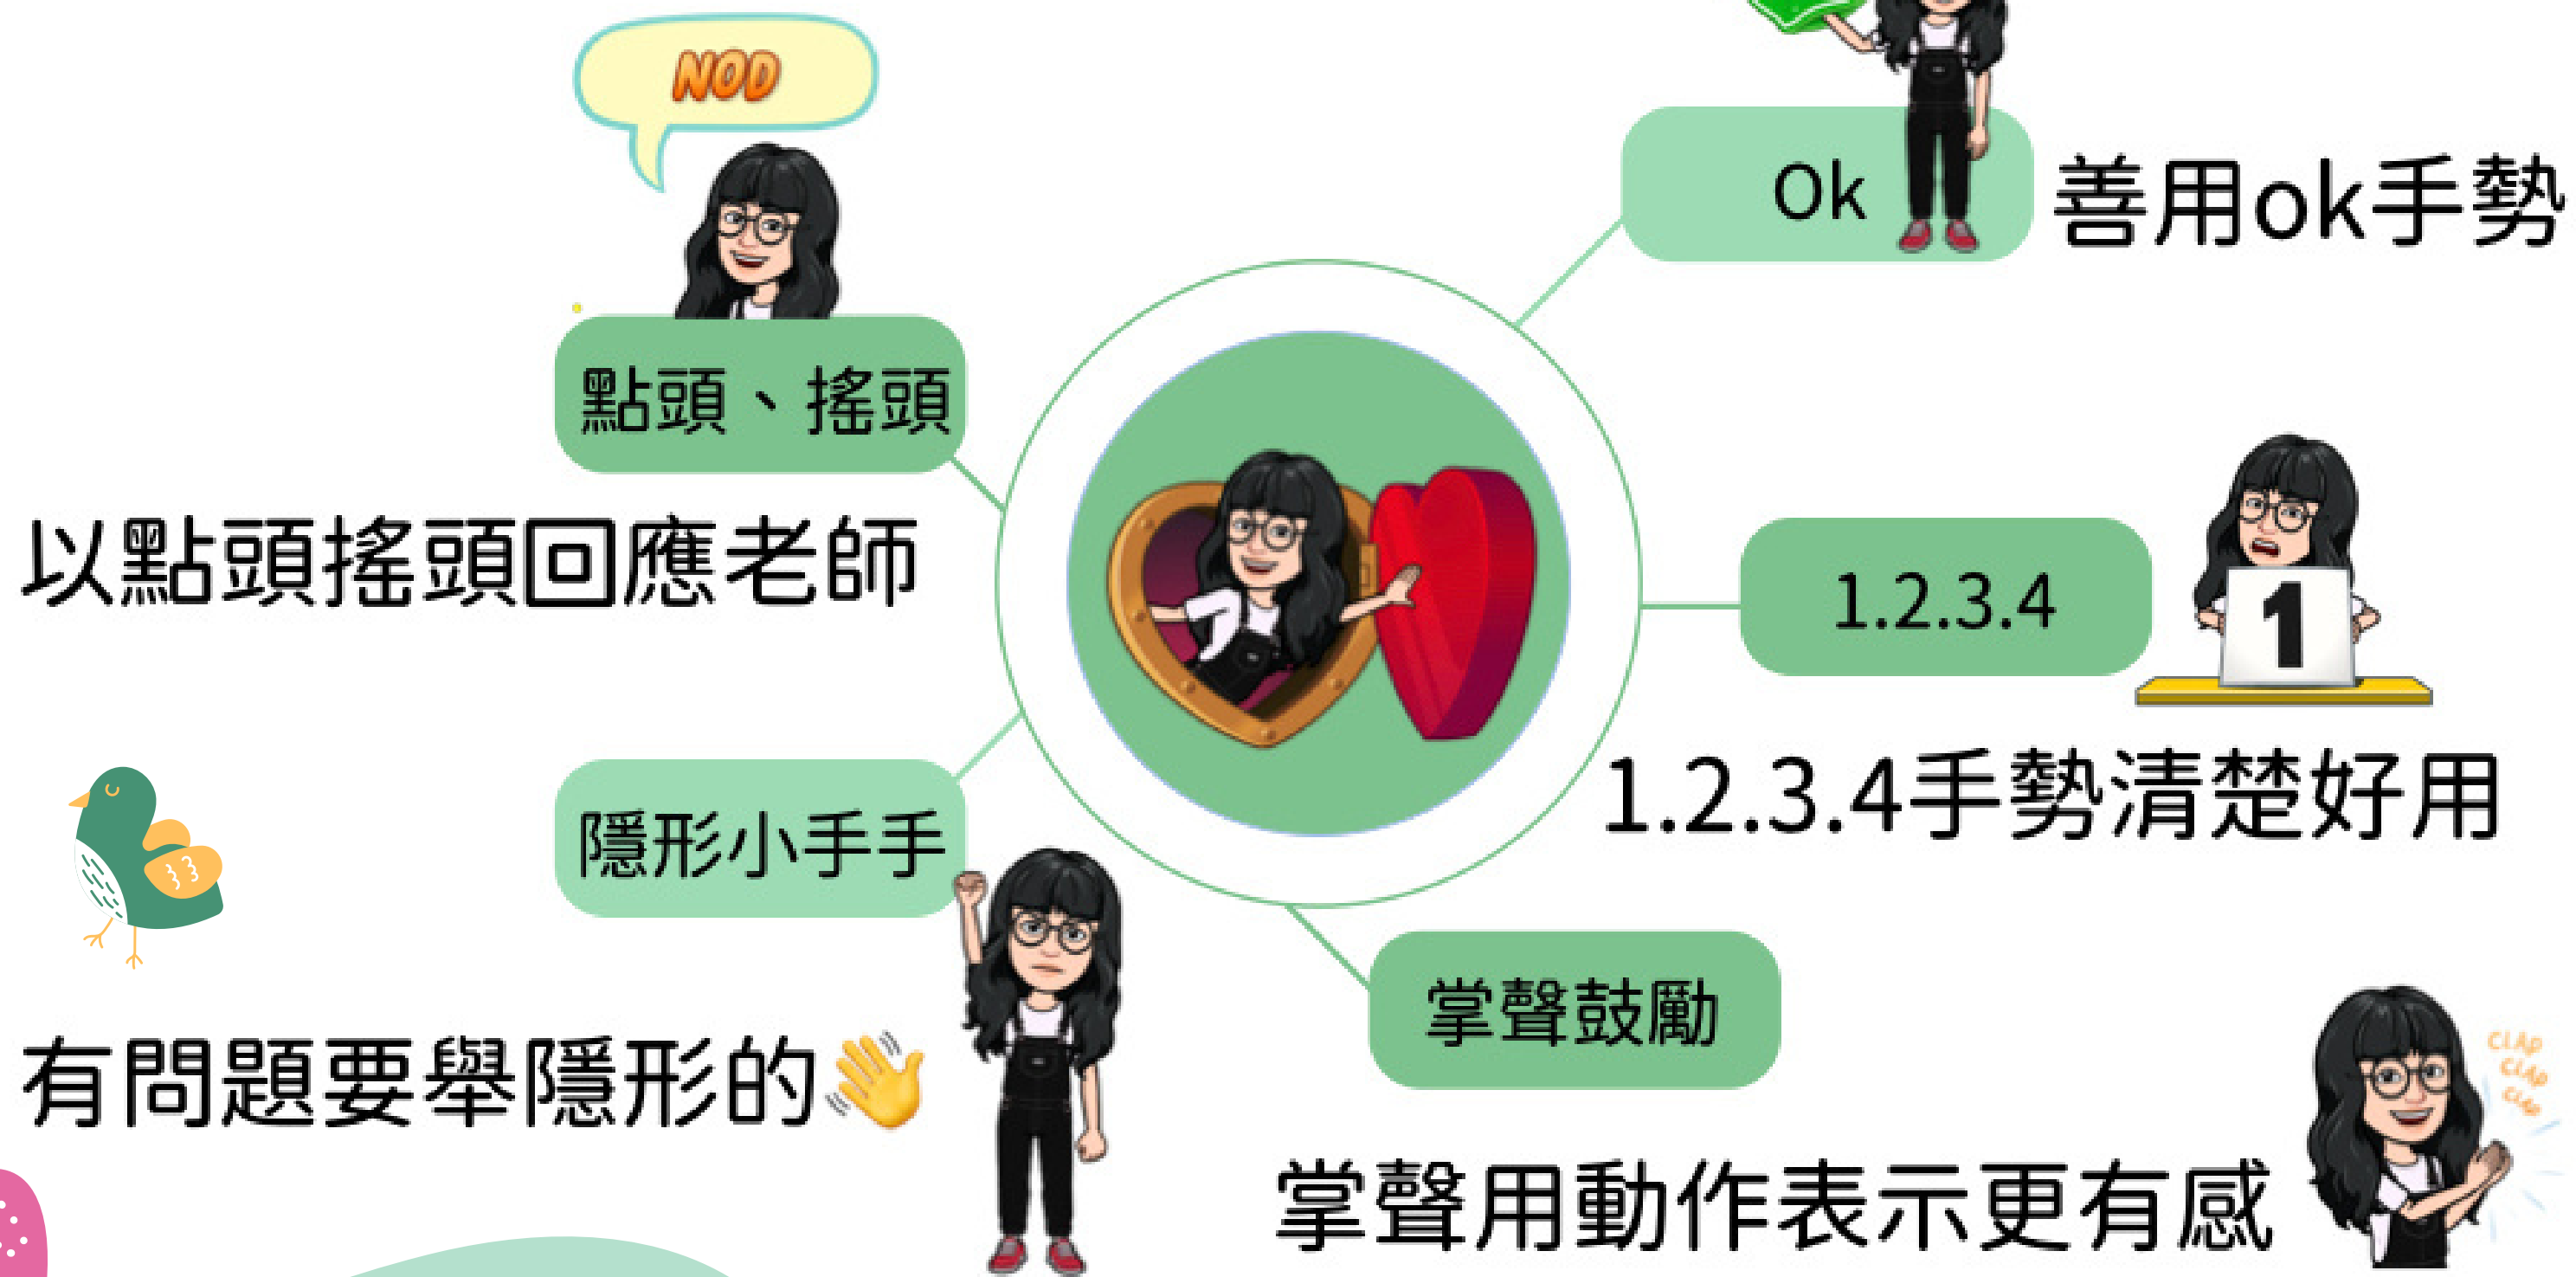 NOD
點頭、搖頭
以點頭搖頭回應老師
Ok
善用ok手勢
1.2.3.4
1
1.2.3.4手勢清楚好用
隱形小手手
有問題要舉隱形的👋
掌聲鼓勵
掌聲用動作表示更有感
CLAP
CLAP
CLAP